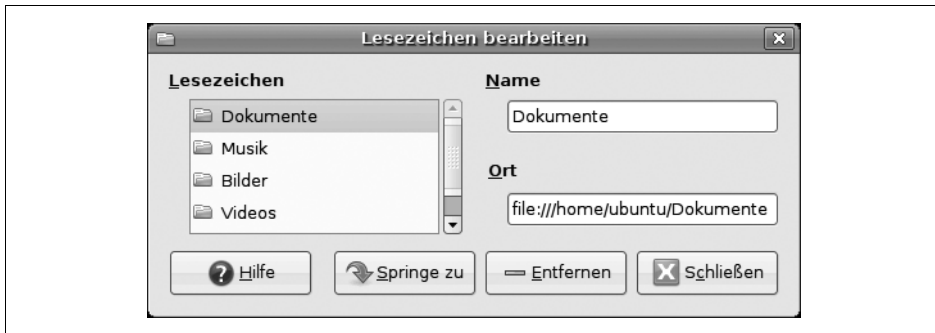 Lesezeichen bearbeiten
Lesezeichen
Dokumente
Musik
Bilder
Videos
Name
Dokumente
Ort
file:///home/ubuntu/Dokumente
Hilfe
Springe zu
Entfernen
Schließen